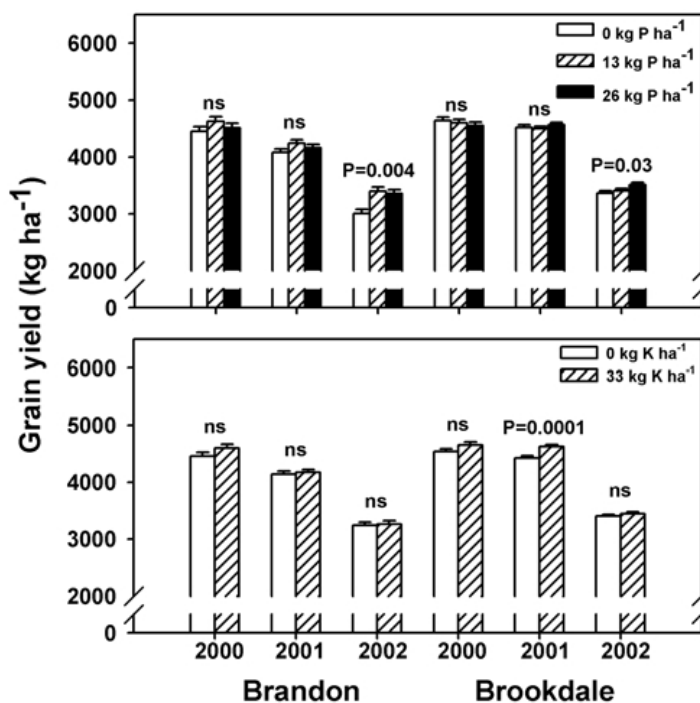 Grain yield (kg ha⁻¹)
6000
5000
4000
3000
2000
0
0 kg P ha⁻¹
13 kg P ha⁻¹
26 kg P ha⁻¹
ns
ns
P=0.004
ns
ns
P=0.03
6000
5000
4000
3000
2000
0
0 kg K ha⁻¹
33 kg K ha⁻¹
ns
ns
ns
ns
P=0.0001
ns
2000 2001 2002 2000 2001 2002
Brandon Brookdale